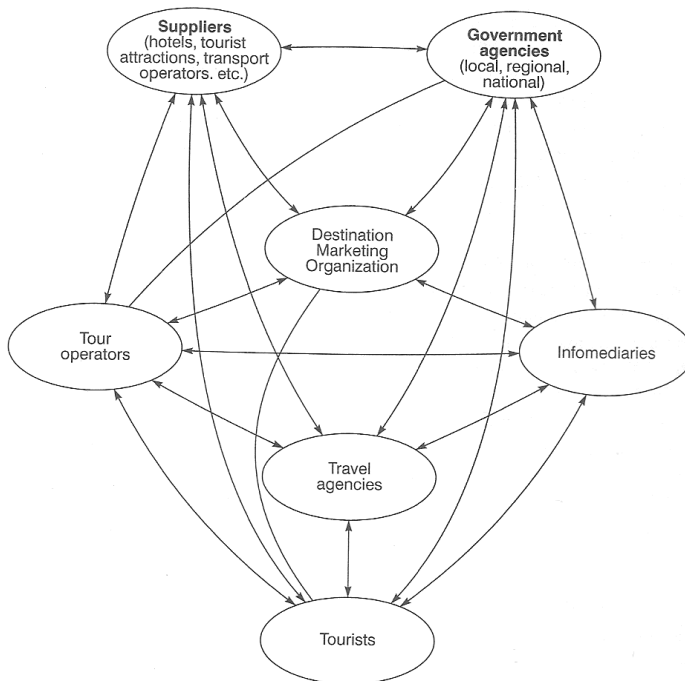 Suppliers
(hotels, tourist
attractions, transport
operators. etc.)
Government
agencies
(local, regional,
national)
Destination
Marketing
Organization
Tour
operators
Infomediaries
Travel
agencies
Tourists